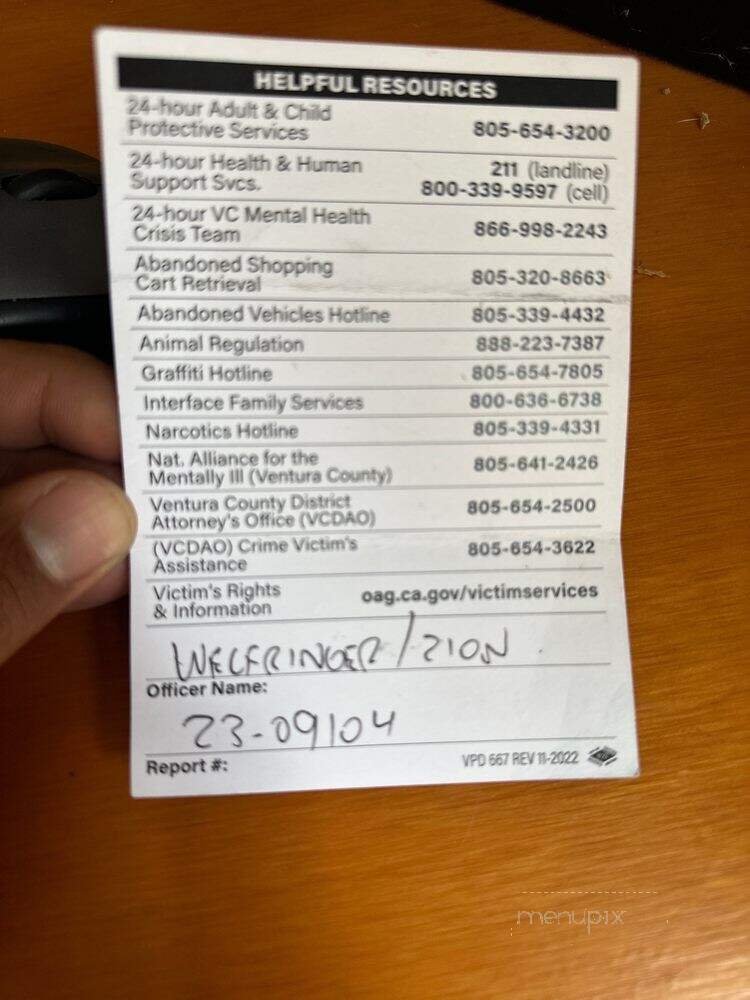 HELPFUL RESOURCES
24-hour Adult & Child
Protective Services 805-654-3200
24-hour Health & Human 211 (landline)
Support Svcs. 800-339-9597 (cell)
24-hour VC Mental Health
Crisis Team 866-998-2243
Abandoned Shopping
Cart Retrieval 805-320-8663
Abandoned Vehicles Hotline 805-339-4432
Animal Regulation 888-223-7387
Graffiti Hotline 805-654-7805
Interface Family Services 800-636-6738
Narcotics Hotline 805-339-4331
Nat. Alliance for the
Mentally Ill (Ventura County) 805-641-2426
Ventura County District
Attorney's Office (VCDAO) 805-654-2500
(VCDAO) Crime Victim's
Assistance 805-654-3622
Victim's Rights
& Information oag.ca.gov/victimservices
/ZION
Officer Name:
23-09104
Report #: VPD 667 REV 11-2022
menupix